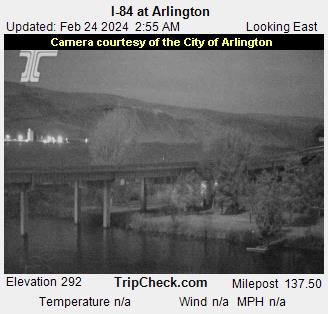 I-84 at Arlington
Updated: Feb 24 2024 2:55 AM Looking East
Camera courtesy of the City of Arlington
Elevation 292 TripCheck.com Milepost 137.50
Temperature n/a Wind n/a MPH n/a